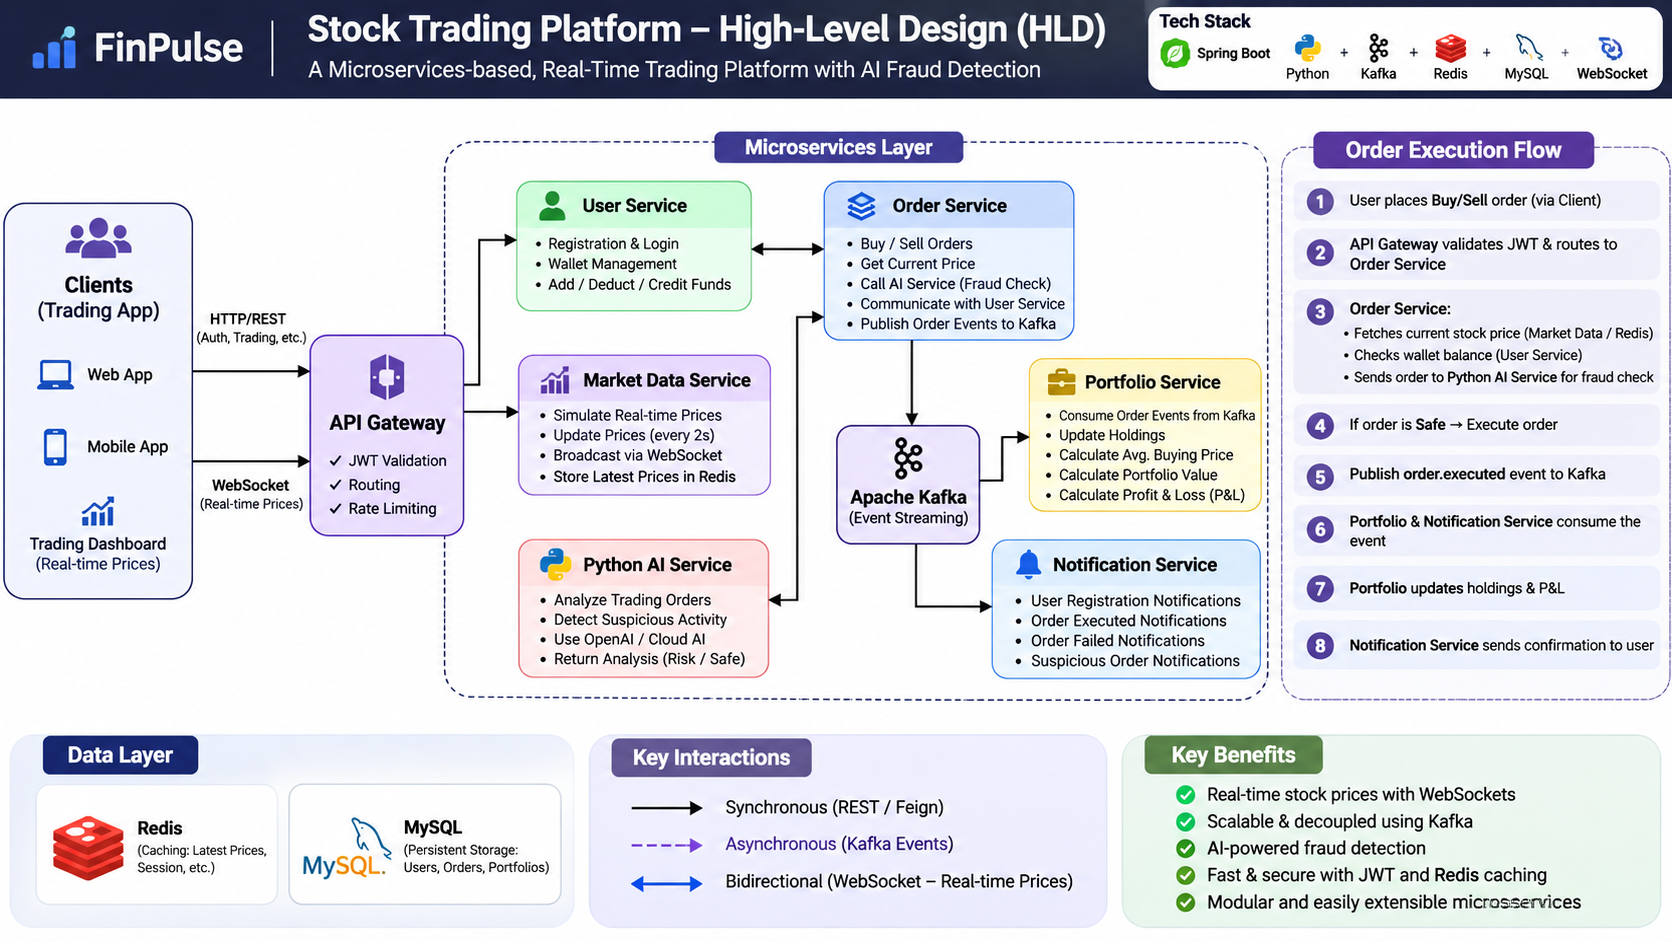 FinPulse
Stock Trading Platform – High-Level Design (HLD)
A Microservices-based, Real-Time Trading Platform with AI Fraud Detection
Tech Stack
Spring Boot
Python
+
Kafka
+
Redis
+
MySQL
+
WebSocket
Clients
(Trading App)
Web App
Mobile App
Trading Dashboard
(Real-time Prices)
HTTP/REST
(Auth, Trading, etc.)
WebSocket
(Real-time Prices)
API Gateway
✓ JWT Validation
✓ Routing
✓ Rate Limiting
Microservices Layer
User Service
• Registration & Login
• Wallet Management
• Add / Deduct / Credit Funds
Order Service
• Buy / Sell Orders
• Get Current Price
• Call AI Service (Fraud Check)
• Communicate with User Service
• Publish Order Events to Kafka
Market Data Service
• Simulate Real-time Prices
• Update Prices (every 2s)
• Broadcast via WebSocket
• Store Latest Prices in Redis
Portfolio Service
• Consume Order Events from Kafka
• Update Holdings
• Calculate Avg. Buying Price
• Calculate Portfolio Value
• Calculate Profit & Loss (P&L)
Apache Kafka
(Event Streaming)
Python AI Service
• Analyze Trading Orders
• Detect Suspicious Activity
• Use OpenAI / Cloud AI
• Return Analysis (Risk / Safe)
Notification Service
• User Registration Notifications
• Order Executed Notifications
• Order Failed Notifications
• Suspicious Order Notifications
Order Execution Flow
1 User places Buy/Sell order (via Client)
2 API Gateway validates JWT & routes to
Order Service
3 Order Service:
• Fetches current stock price (Market Data / Redis)
• Checks wallet balance (User Service)
• Sends order to Python AI Service for fraud check
4 If order is Safe → Execute order
5 Publish order.executed event to Kafka
6 Portfolio & Notification Service consume the
event
7 Portfolio updates holdings & P&L
8 Notification Service sends confirmation to user
Data Layer
Redis
(Caching: Latest Prices,
Session, etc.)
MySQL.
MySQL
(Persistent Storage:
Users, Orders, Portfolios)
Key Interactions
Synchronous (REST / Feign)
Asynchronous (Kafka Events)
Bidirectional (WebSocket – Real-time Prices)
Key Benefits
Real-time stock prices with WebSockets
Scalable & decoupled using Kafka
AI-powered fraud detection
Fast & secure with JWT and Redis caching
Modular and easily extensible microservices